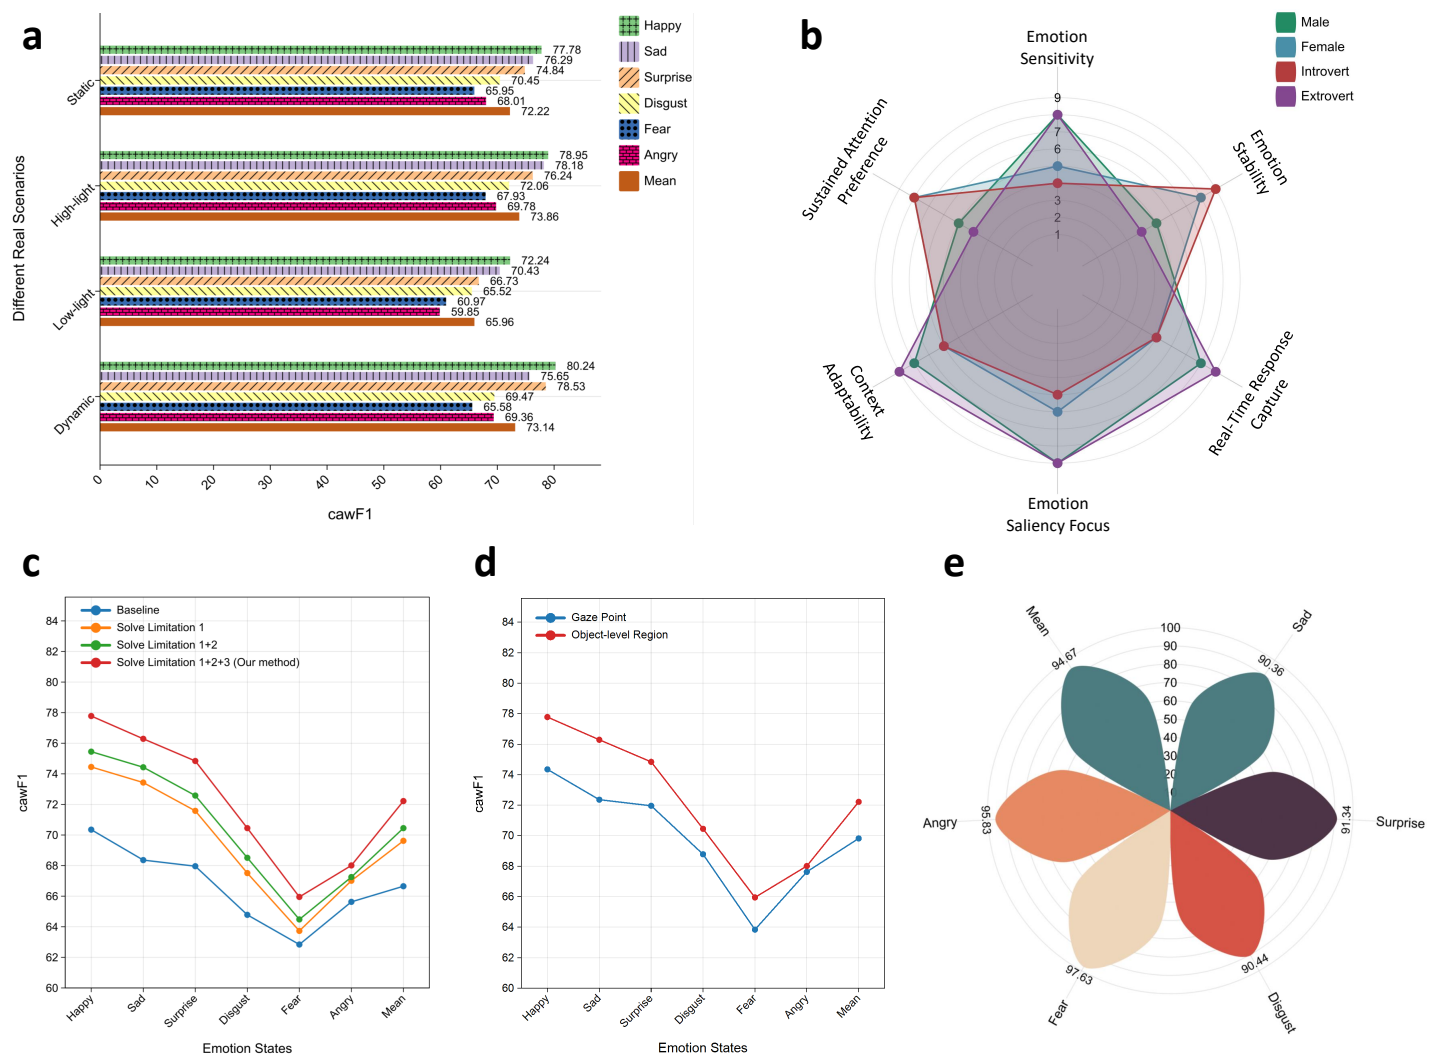 a
Happy
Sad
Surprise
Disgust
Fear
Angry
Mean
Different Real Scenarios
Static
77.78
76.29
74.84
70.45
65.95
68.01
72.22
High-light
78.95
78.18
76.24
72.06
67.93
69.78
73.86
Low-light
72.24
70.43
66.73
65.52
60.97
59.85
65.96
Dynamic
80.24
75.65
78.53
69.47
65.58
69.36
73.14
0 10 20 30 40 50 60 70 80
cawF1
b
Male
Female
Introvert
Extrovert
Emotion
Sensitivity
Emotion
Stability
Real-Time Response
Capture
Emotion
Saliency Focus
Context
Adaptability
Sustained Attention
Preference
9
7
6
3
2
1
c
Baseline
Solve Limitation 1
Solve Limitation 1+2
Solve Limitation 1+2+3 (Our method)
84
82
80
78
76
74
72
70
68
66
64
62
60
cawF1
Happy Sad Surprise Disgust Fear Angry Mean
Emotion States
d
Gaze Point
Object-level Region
84
82
80
78
76
74
72
70
68
66
64
62
60
cawF1
Happy Sad Surprise Disgust Fear Angry Mean
Emotion States
e
Mean
94.67
Sad
90.36
Surprise
91.34
Disgust
90.44
Fear
97.63
Angry
95.83
100
90
80
70
60
50
40
30
20